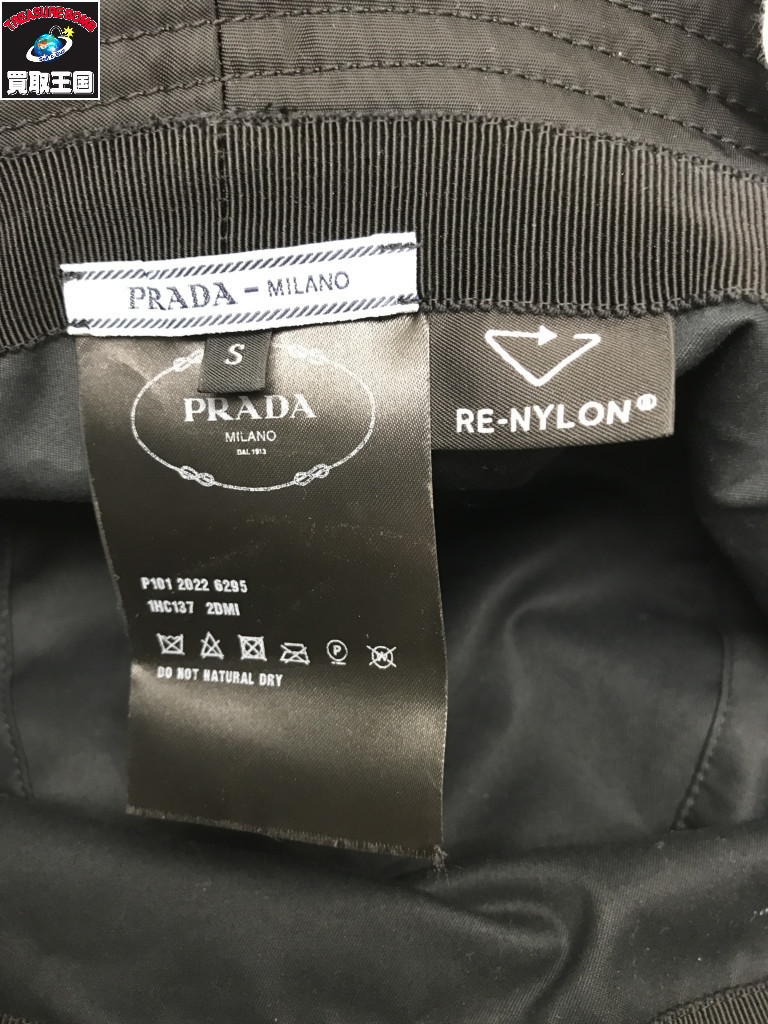 TREASURE DOME
買取王国
PRADA - MILANO
S
PRADA
MILANO
DAL 1913
RE-NYLON®
P101 2022 6295
1HC137 2DMI
P
W
DO NOT NATURAL DRY